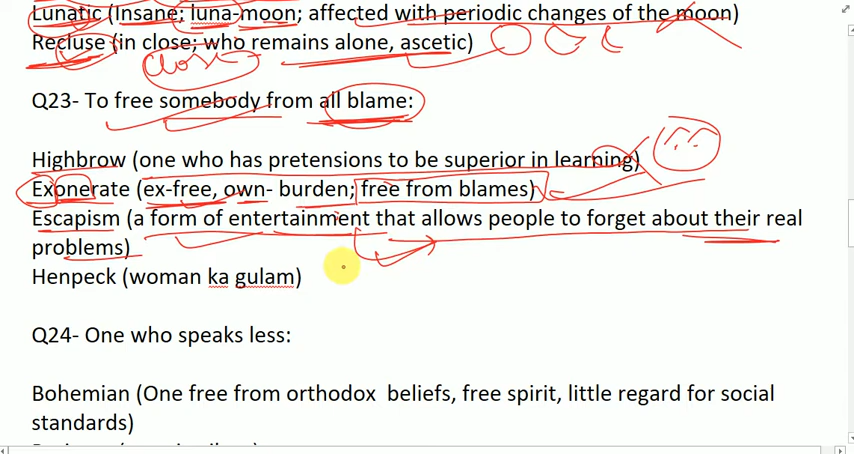 Lunatic (Insane; luna-moon; affected with periodic changes of the moon)
Recluse (in close; who remains alone, ascetic)
close
Q23- To free somebody from all blame:
Highbrow (one who has pretensions to be superior in learning)
Exonerate (ex-free, own- burden; free from blames)
Escapism (a form of entertainment that allows people to forget about their real
problems)
Henpeck (woman ka gulam)
Q24- One who speaks less:
Bohemian (One free from orthodox beliefs, free spirit, little regard for social
standards)